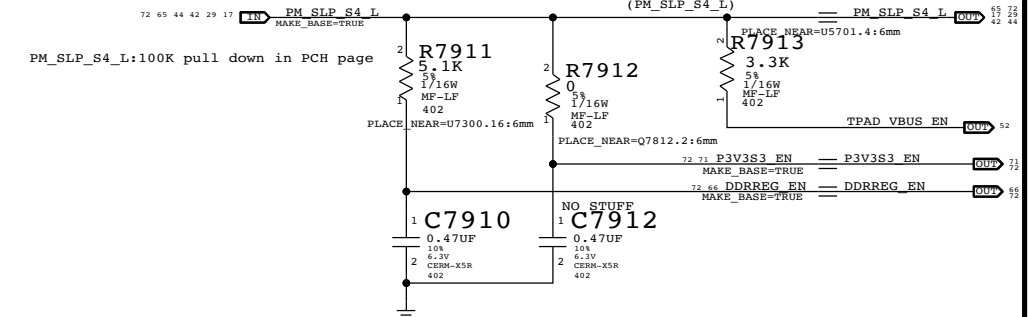 (PM_SLP_S4_L)
72 65 44 42 29 17 IN PM_SLP_S4_L
MAKE_BASE=TRUE
PM_SLP_S4_L OUT 65 72
17 29
42 44
PLACE_NEAR=U5701.4:6mm
PM_SLP_S4_L:100K pull down in PCH page
2
R7911
5.1K
5%
1/16W
MF-LF
402
1
PLACE_NEAR=U7300.16:6mm
2
R7912
0
5%
1/16W
MF-LF
402
1
PLACE_NEAR=Q7812.2:6mm
2
R7913
3.3K
5%
1/16W
MF-LF
402
1
TPAD_VBUS_EN OUT 52
72 71 P3V3S3_EN P3V3S3_EN OUT 71
72
MAKE_BASE=TRUE
72 66 DDRREG_EN DDRREG_EN OUT 66
72
MAKE_BASE=TRUE
1 C7910
0.47UF
10%
6.3V
2 CERM-X5R
402
NO STUFF
1 C7912
0.47UF
10%
6.3V
2 CERM-X5R
402